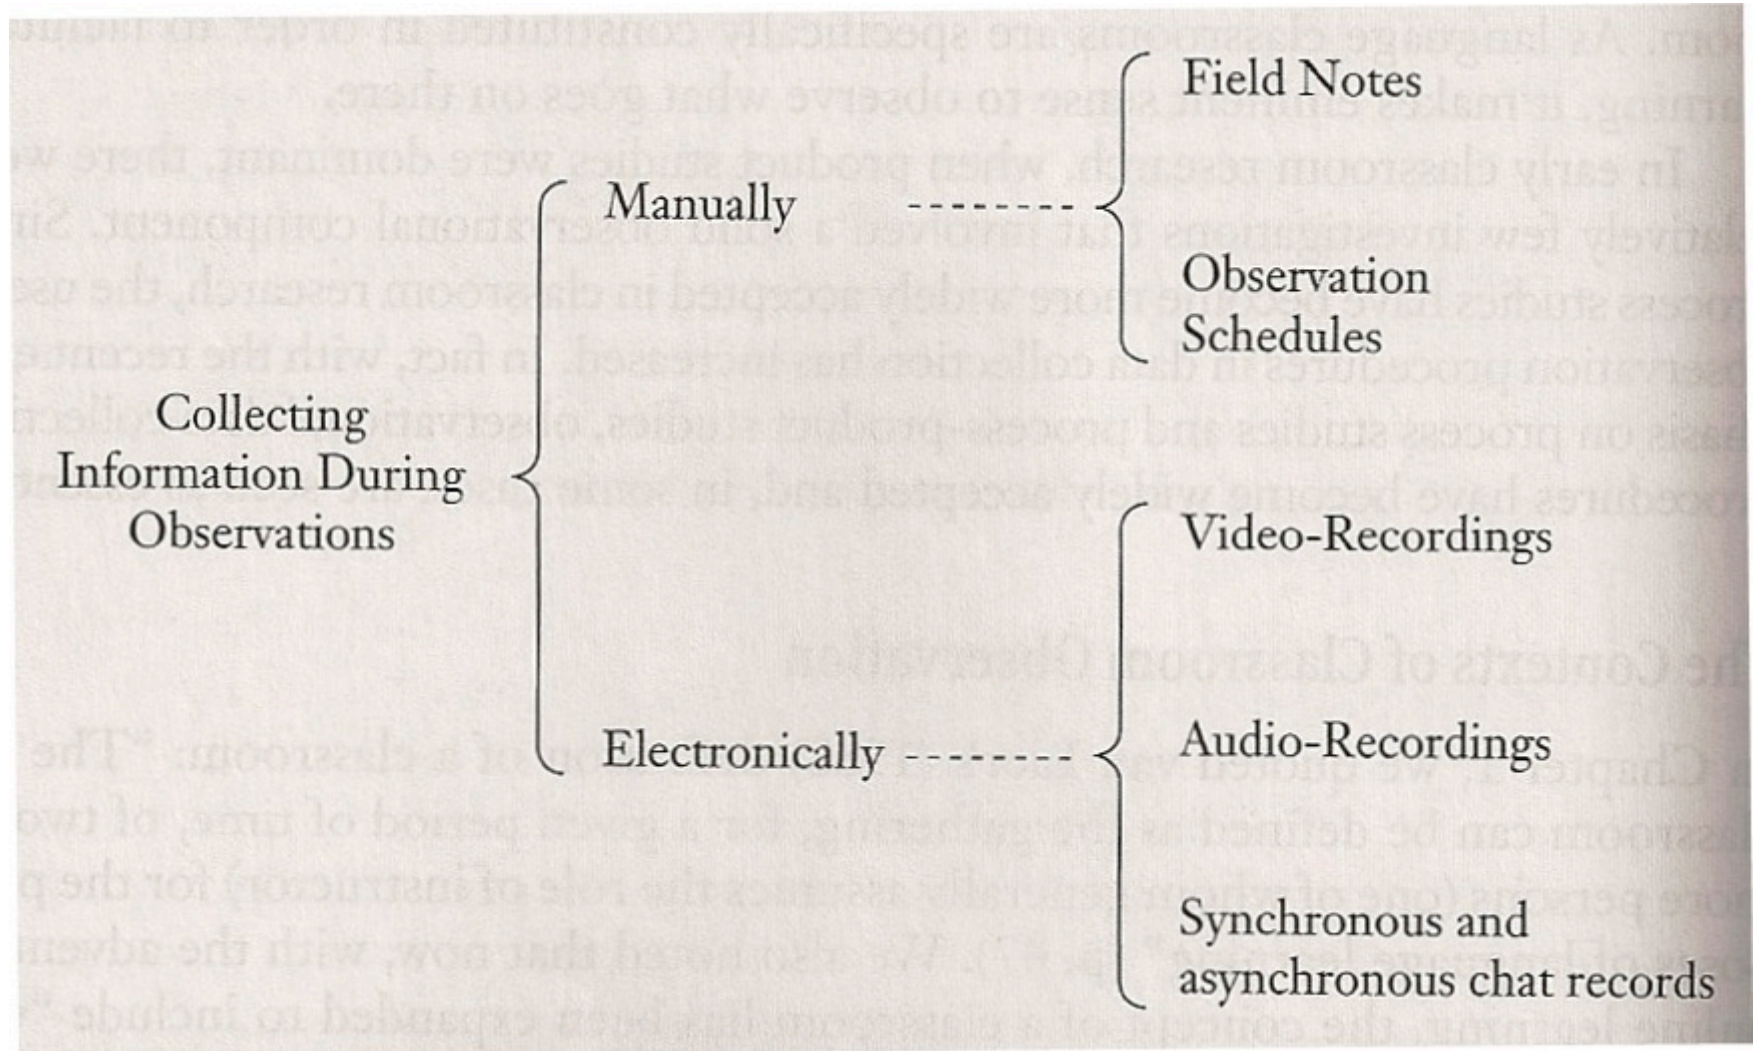 Field Notes
Manually
Observation
Schedules
Collecting
Information During
Observations
Video-Recordings
Electronically
Audio-Recordings
Synchronous and
asynchronous chat records